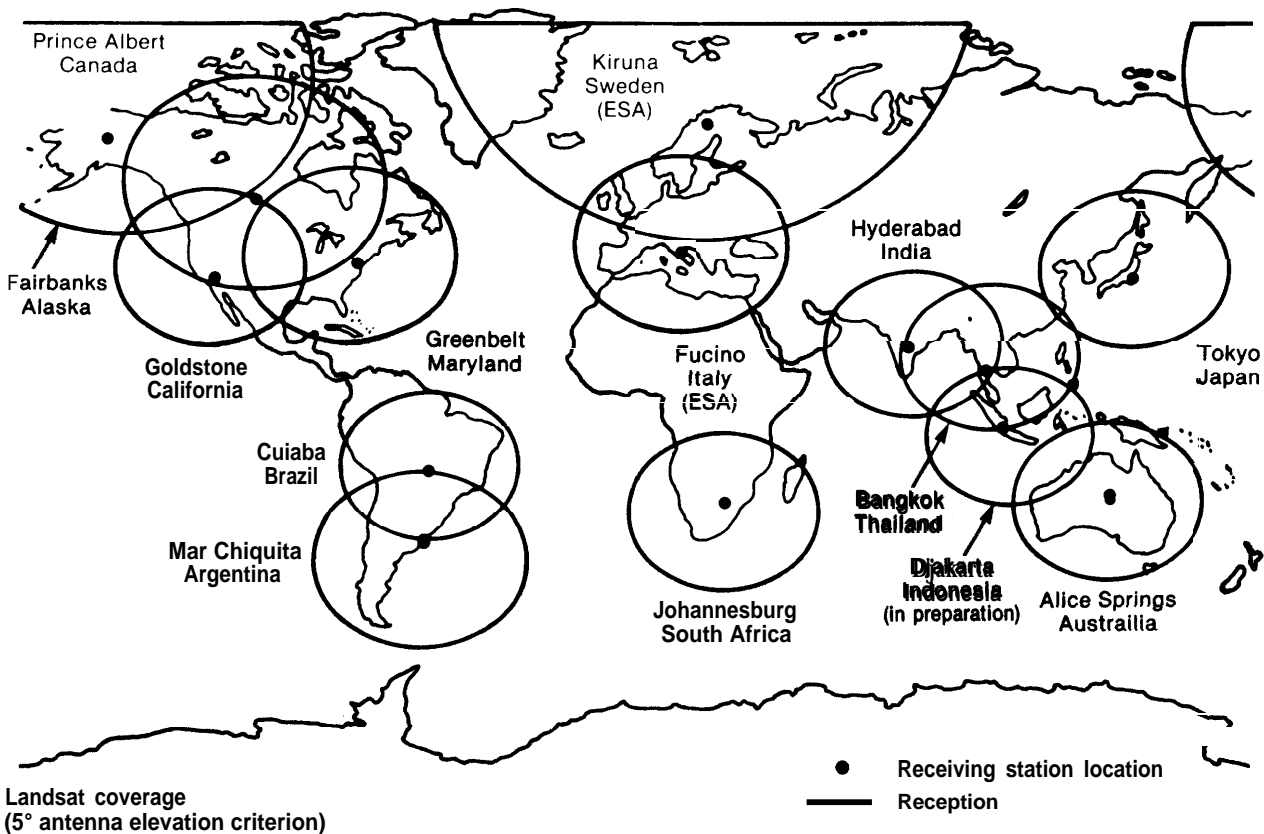 Prince Albert
Canada
Kiruna
Sweden
(ESA)
Hyderabad
India
Fairbanks
Alaska
Greenbelt
Maryland
Goldstone
California
Fucino
Italy
(ESA)
Tokyo
Japan
Cuiaba
Brazil
Bangkok
Thailand
Mar Chiquita
Argentina
Djakarta
Indonesia
(in preparation)
Johannesburg
South Africa
Alice Springs
Austrailia
Receiving station location
Reception
Landsat coverage
(5° antenna elevation criterion)